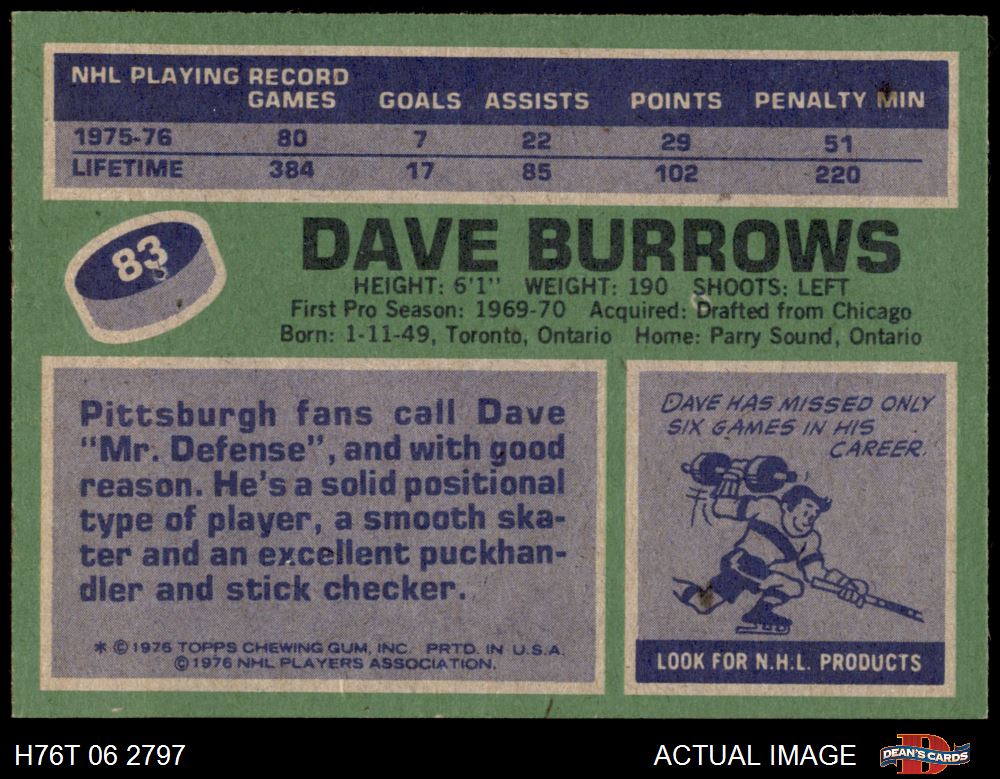 NHL PLAYING RECORD
GAMES GOALS ASSISTS POINTS PENALTY MIN
1975-76 80 7 22 29 51
LIFETIME 384 17 85 102 220
83
DAVE BURROWS
HEIGHT: 6'1" WEIGHT: 190 SHOOTS: LEFT
First Pro Season: 1969-70 Acquired: Drafted from Chicago
Born: 1-11-49, Toronto, Ontario Home: Parry Sound, Ontario
Pittsburgh fans call Dave
"Mr. Defense", and with good
reason. He's a solid positional
type of player, a smooth ska-
ter and an excellent puckhan-
dler and stick checker.
* © 1976 TOPPS CHEWING GUM, INC. PRTD. IN U.S.A.
© 1976 NHL PLAYERS ASSOCIATION.
DAVE HAS MISSED ONLY
SIX GAMES IN HIS
CAREER.
LOOK FOR N.H.L. PRODUCTS
H76T 06 2797
ACTUAL IMAGE
D
DEAN'S CARDS